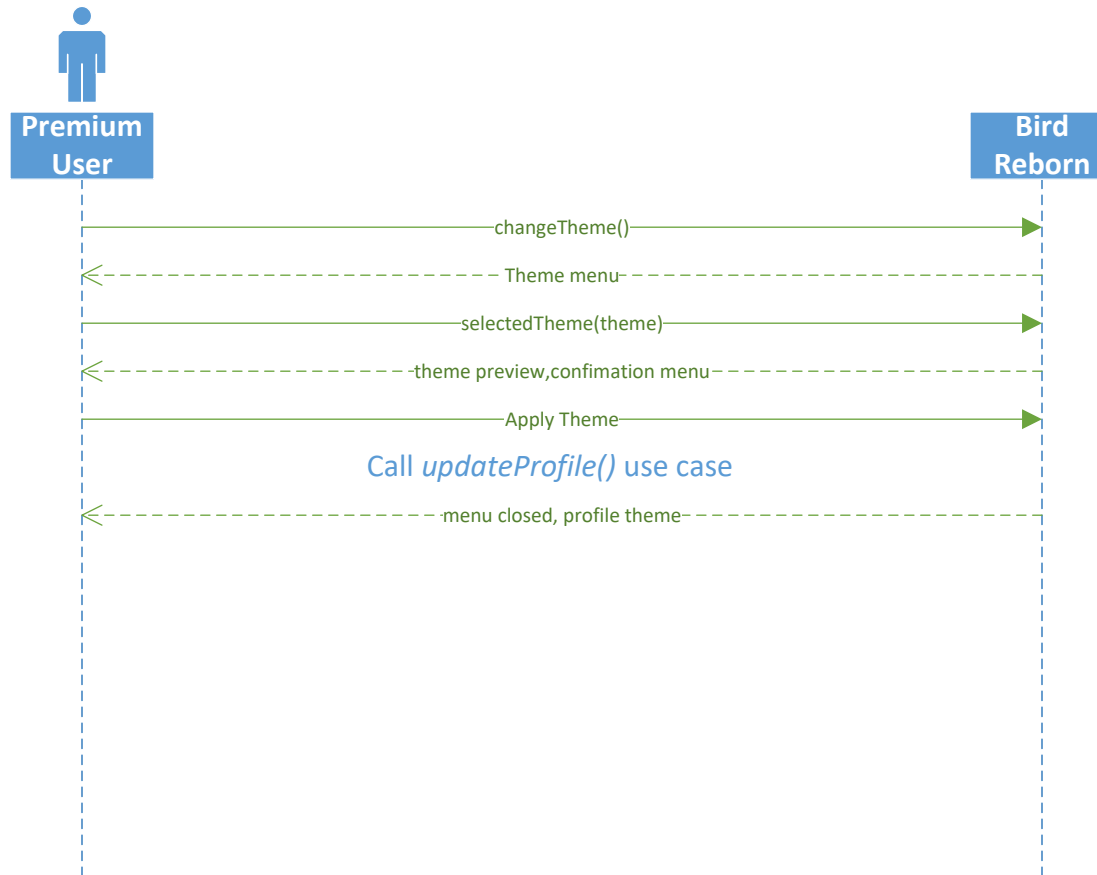 Premium
User
Bird
Reborn
changeTheme()
Theme menu
selectedTheme(theme)
theme preview,confimation menu
Apply Theme
Call updateProfile() use case
menu closed, profile theme